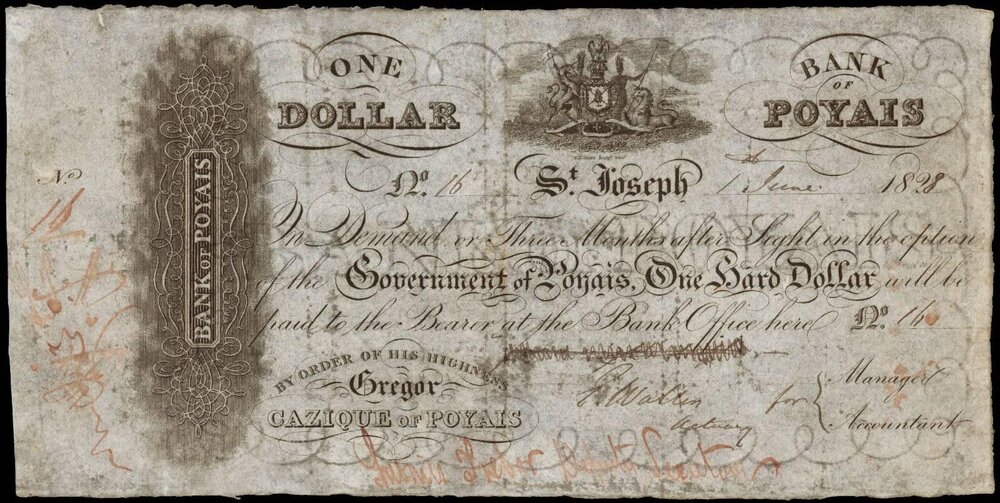 ONE
DOLLAR
BANK
OF
POYAIS
BANK OF POYAIS
No
16
No. 16 St. Joseph 1 June 1828
On Demand or Three Months after Sight in the option
of the Government of Poyais, One Hard Dollar will be
paid to the Bearer at the Bank Office here No. 16
BY ORDER OF HIS HIGHNESS
Gregor
CAZIQUE OF POYAIS
for
Manager
Accountant